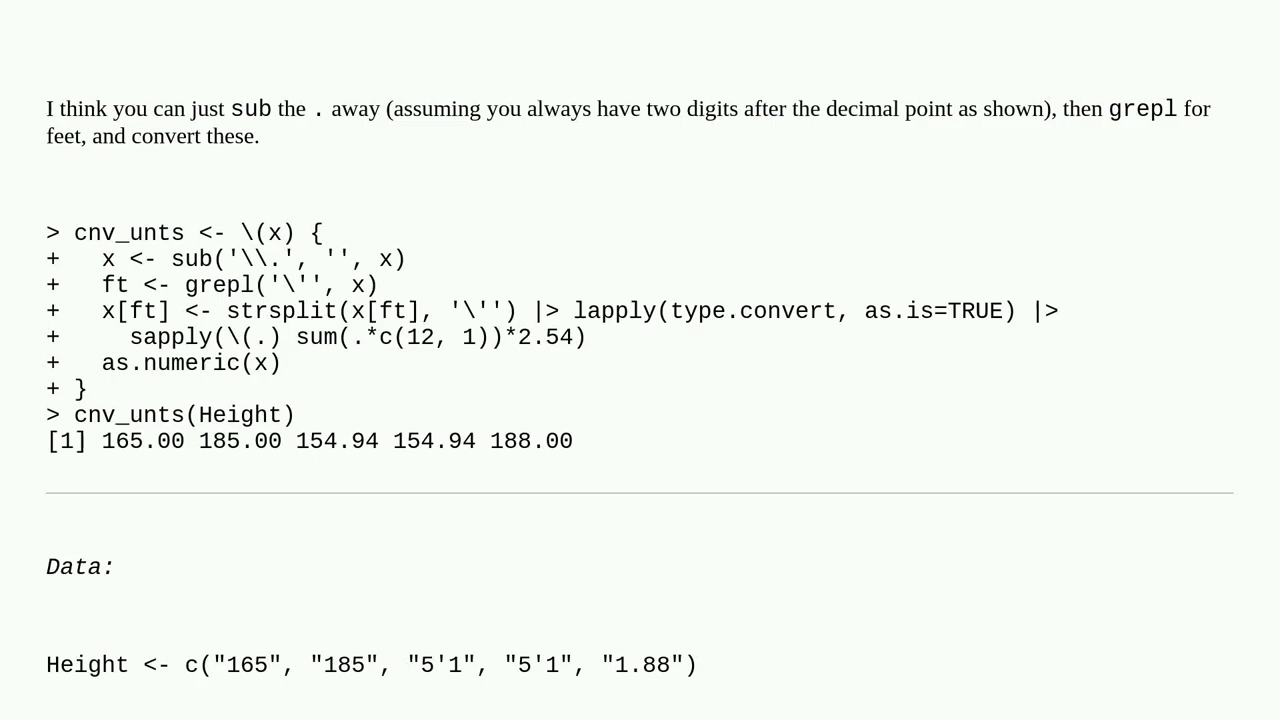 I think you can just sub the . away (assuming you always have two digits after the decimal point as shown), then grepl for
feet, and convert these.
> cnv_unts <- \(x) {
+   x <- sub('\\.', '', x)
+   ft <- grepl('\'', x)
+   x[ft] <- strsplit(x[ft], '\'') |> lapply(type.convert, as.is=TRUE) |>
+     sapply(\(.) sum(.*c(12, 1))*2.54)
+   as.numeric(x)
+ }
> cnv_unts(Height)
[1] 165.00 185.00 154.94 154.94 188.00
Data:
Height <- c("165", "185", "5'1", "5'1", "1.88")